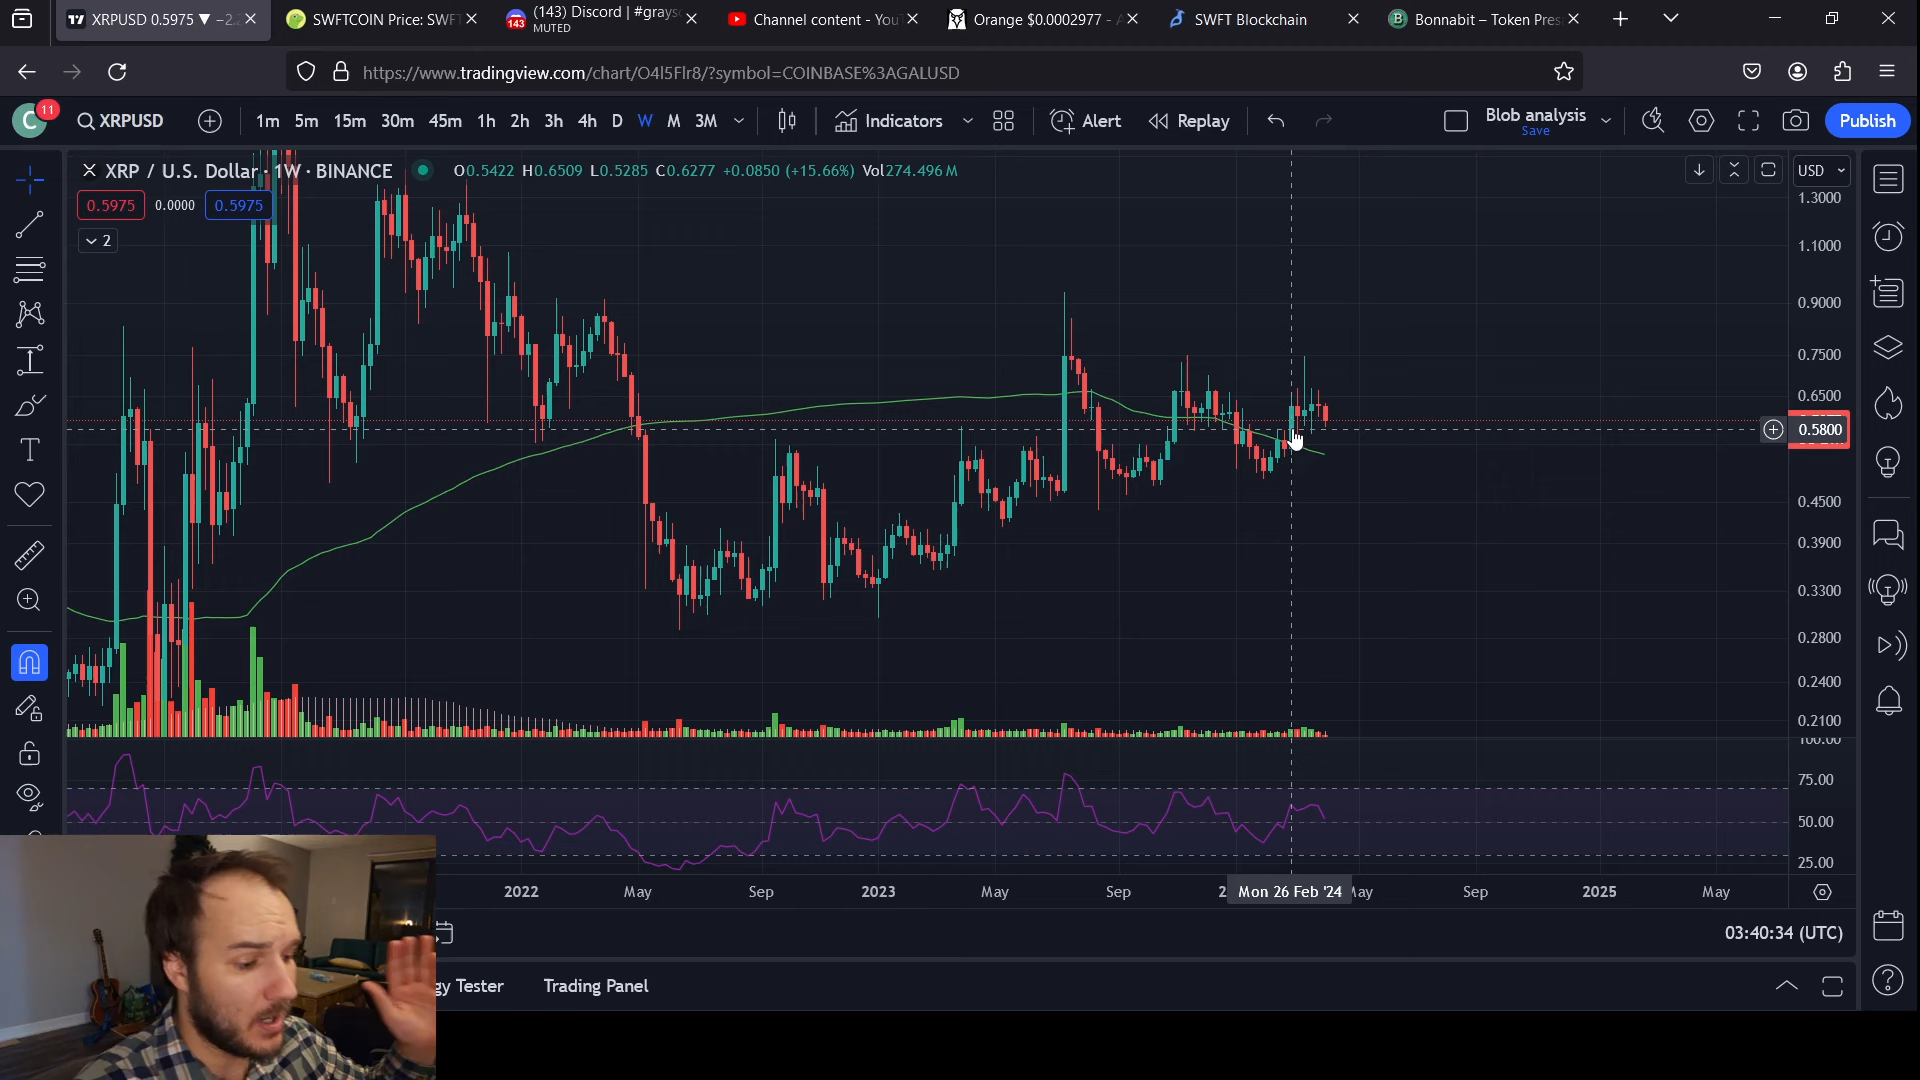 XRPUSD 0.5975 ▼ −2.
SWFTCOIN Price: SWFT
(143) Discord | #grays
MUTED
Channel content - You
Orange $0.0002977 - A
SWFT Blockchain
Bonnabit – Token Pres
https://www.tradingview.com/chart/O4l5Flr8/?symbol=COINBASE%3AGALUSD
C 11 XRPUSD 1m 5m 15m 30m 45m 1h 2h 3h 4h D W M 3M Indicators Alert Replay Blob analysis Publish
Save
XRP / U.S. Dollar · 1W · BINANCE O0.5422 H0.6509 L0.5285 C0.6277 +0.0850 (+15.66%) Vol274.496 M USD
0.5975 0.0000 0.5975
2
1.3000
1.1000
0.9000
0.7500
0.6500
0.5800
0.4500
0.3900
0.3300
0.2800
0.2400
0.2100
100.00
75.00
50.00
25.00
2022 May Sep 2023 May Sep 2 Mon 26 Feb '24 May Sep 2025 May
03:40:34 (UTC)
gy Tester Trading Panel